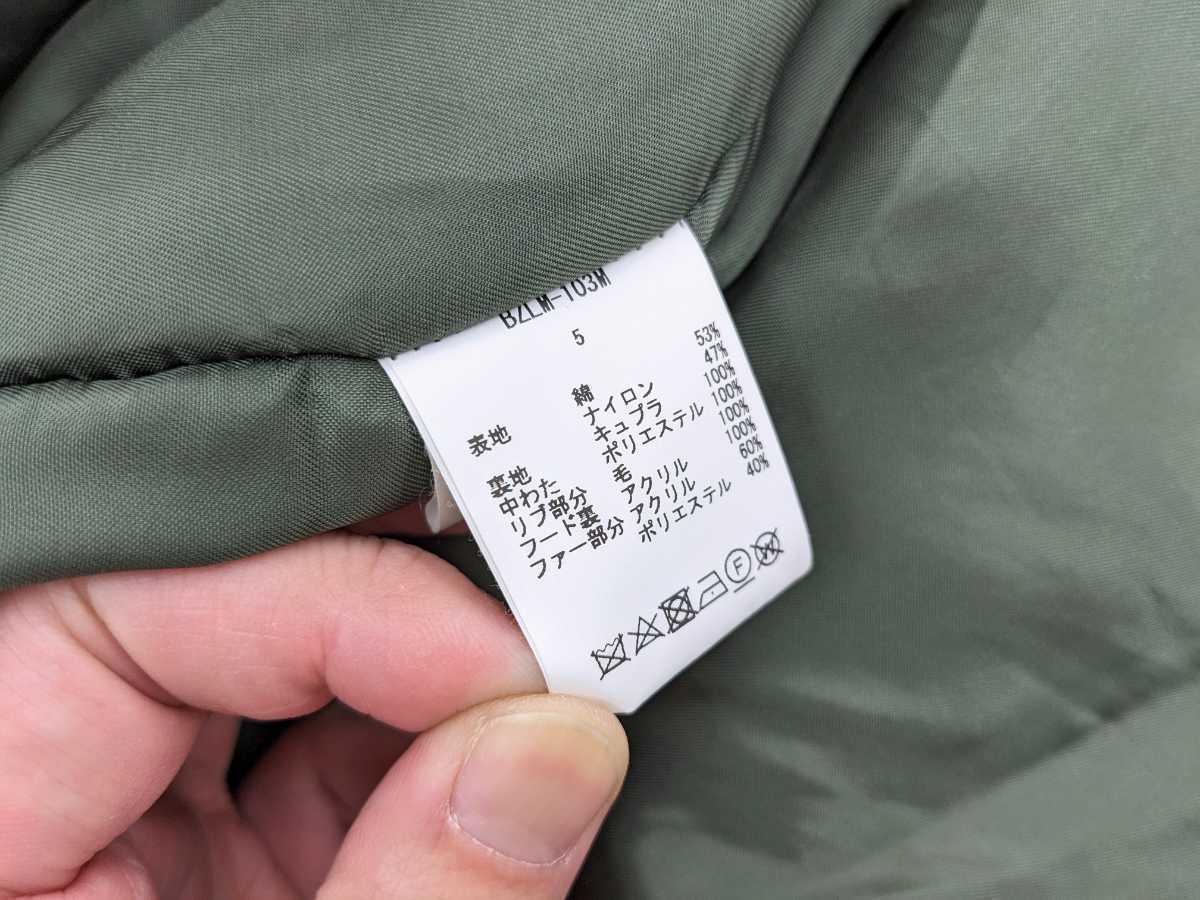 BZLM-103M
5
表地 綿 53%
ナイロン 47%
裏地 キュプラ 100%
中わた ポリエステル 100%
リブ部分 毛 100%
フード裏 アクリル 100%
ファー部分 アクリル 60%
ポリエステル 40%
F
W